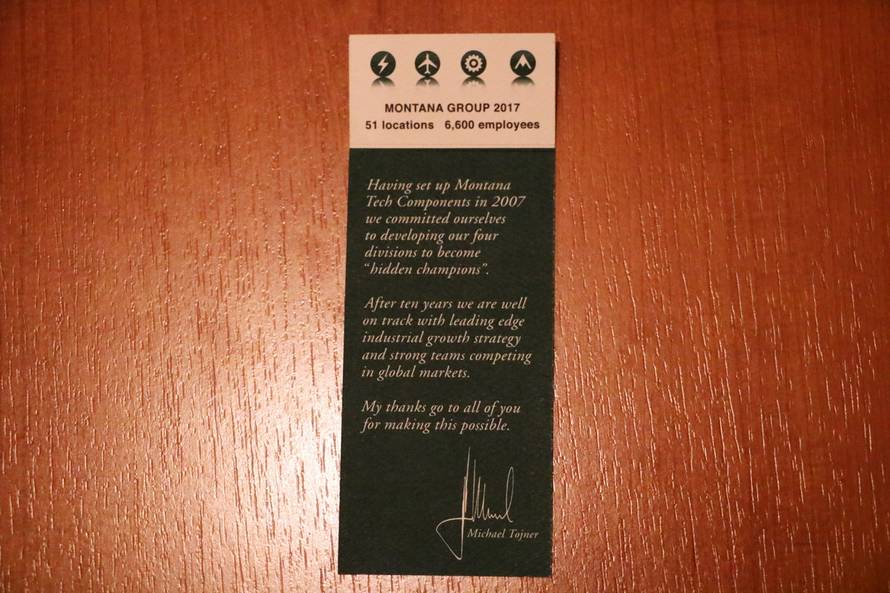 MONTANA GROUP 2017
51 locations 6,600 employees
Having set up Montana
Tech Components in 2007
we committed ourselves
to developing our four
divisions to become
“hidden champions”.
After ten years we are well
on track with leading edge
industrial growth strategy
and strong teams competing
in global markets.
My thanks go to all of you
for making this possible.
Michael Tojner